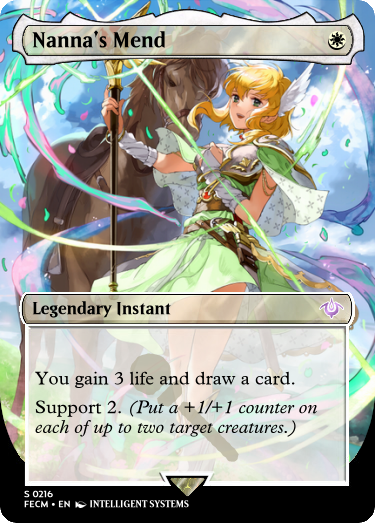 Nanna's Mend
Legendary Instant
You gain 3 life and draw a card.
Support 2. (Put a +1/+1 counter on
each of up to two target creatures.)
S 0216
FECM • EN INTELLIGENT SYSTEMS